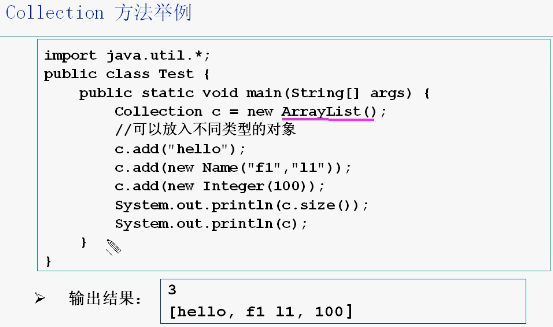 Collection 方法举例
import java.util.*;
public class Test {
public static void main(String[] args) {
Collection c = new ArrayList();
//可以放入不同类型的对象
c.add("hello");
c.add(new Name("f1","l1"));
c.add(new Integer(100));
System.out.println(c.size());
System.out.println(c);
}
}
➢ 输出结果：
3
[hello, f1 l1, 100]